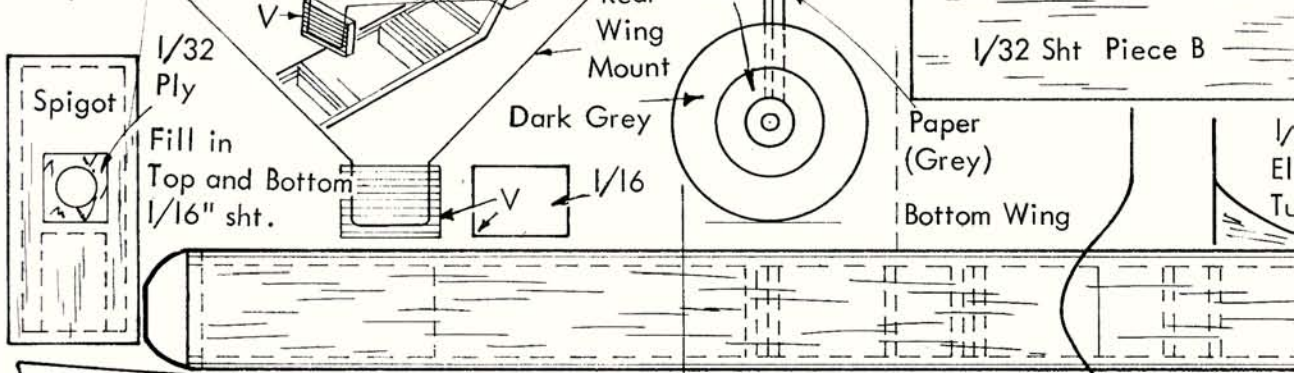 V
Rear
Wing
Mount
1/32
Ply
Spigot
Fill in
Top and Bottom
1/16" sht.
V
1/16
Dark Grey
1/32 Sht Piece B
Paper
(Grey)
Bottom Wing